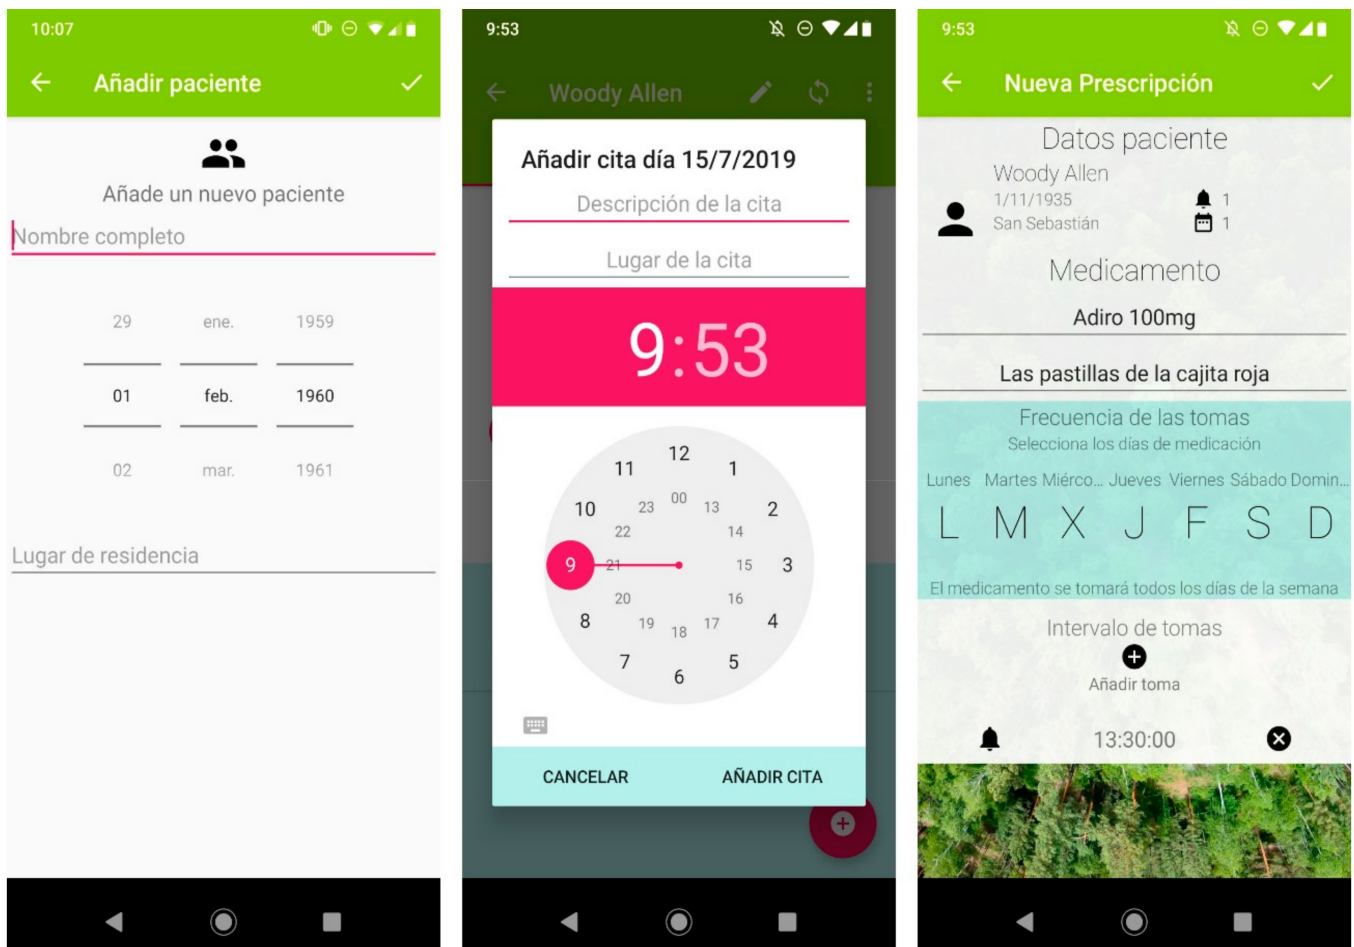 10:07
Añadir paciente
Añade un nuevo paciente
Nombre completo
29 ene. 1959
01 feb. 1960
02 mar. 1961
Lugar de residencia
9:53
Woody Allen
Añadir cita día 15/7/2019
Descripción de la cita
Lugar de la cita
9:53
12
11 1
00
10 23 13 2
22 14
9 21 15 3
20 16
8 19 17 4
18
7 5
6
CANCELAR AÑADIR CITA
9:53
Nueva Prescripción
Datos paciente
Woody Allen
1/11/1935 1
San Sebastián 1
Medicamento
Adiro 100mg
Las pastillas de la cajita roja
Frecuencia de las tomas
Selecciona los días de medicación
Lunes Martes Miérco... Jueves Viernes Sábado Domin...
L M X J F S D
El medicamento se tomará todos los días de la semana
Intervalo de tomas
Añadir toma
13:30:00